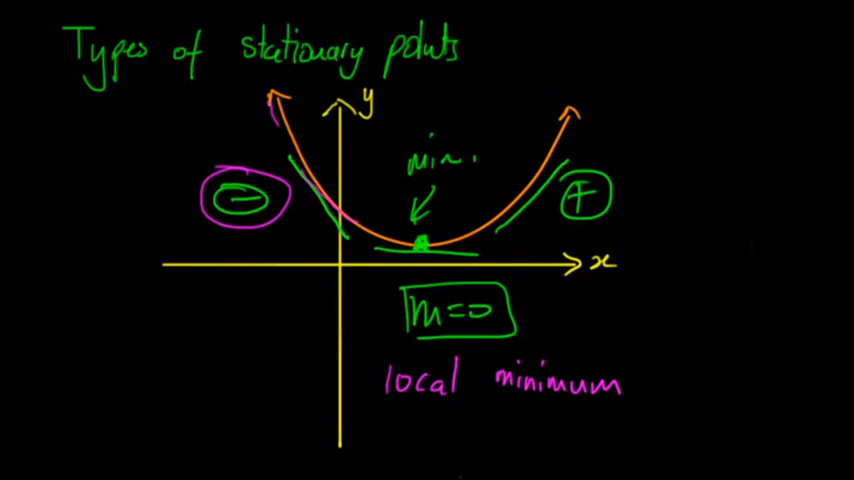 Types of stationary points
y
min.
−
+
x
m=0
local minimum